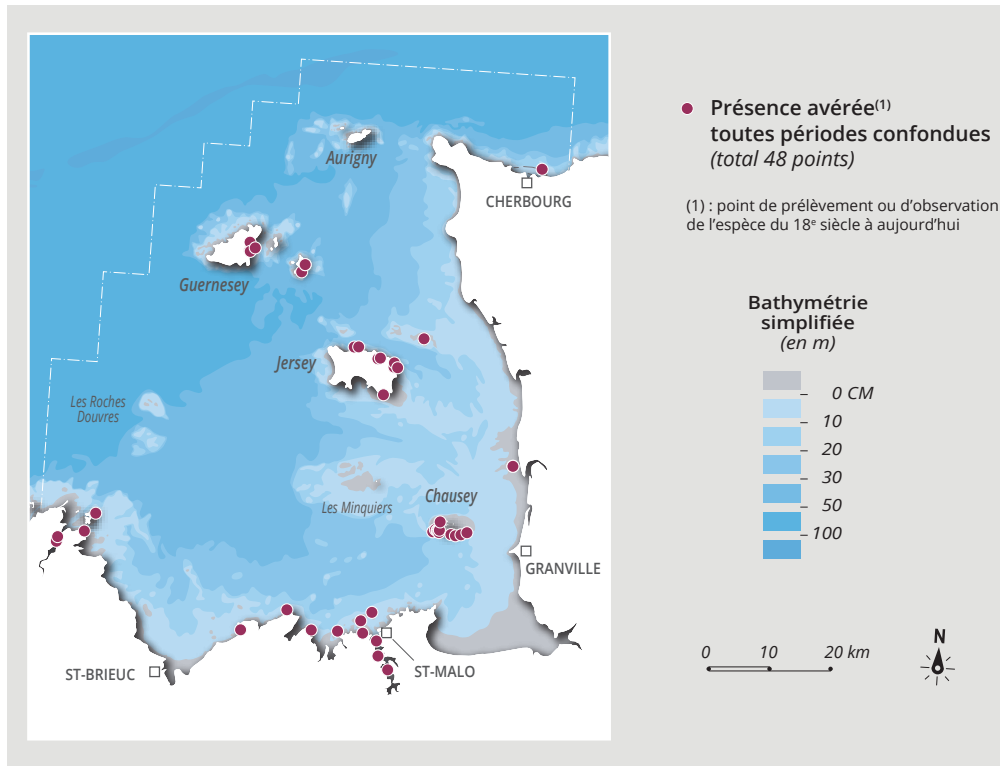 Aurigny
CHERBOURG
Guernesey
Jersey
Les Roches
Douvres
Les Minquiers
Chausey
GRANVILLE
ST-BRIEUC
ST-MALO
Présence avérée(1)
toutes périodes confondues
(total 48 points)
(1) : point de prélèvement ou d'observation
de l'espèce du 18e siècle à aujourd'hui
Bathymétrie
simplifiée
(en m)
0 CM
10
20
30
50
100
0 10 20 km
N